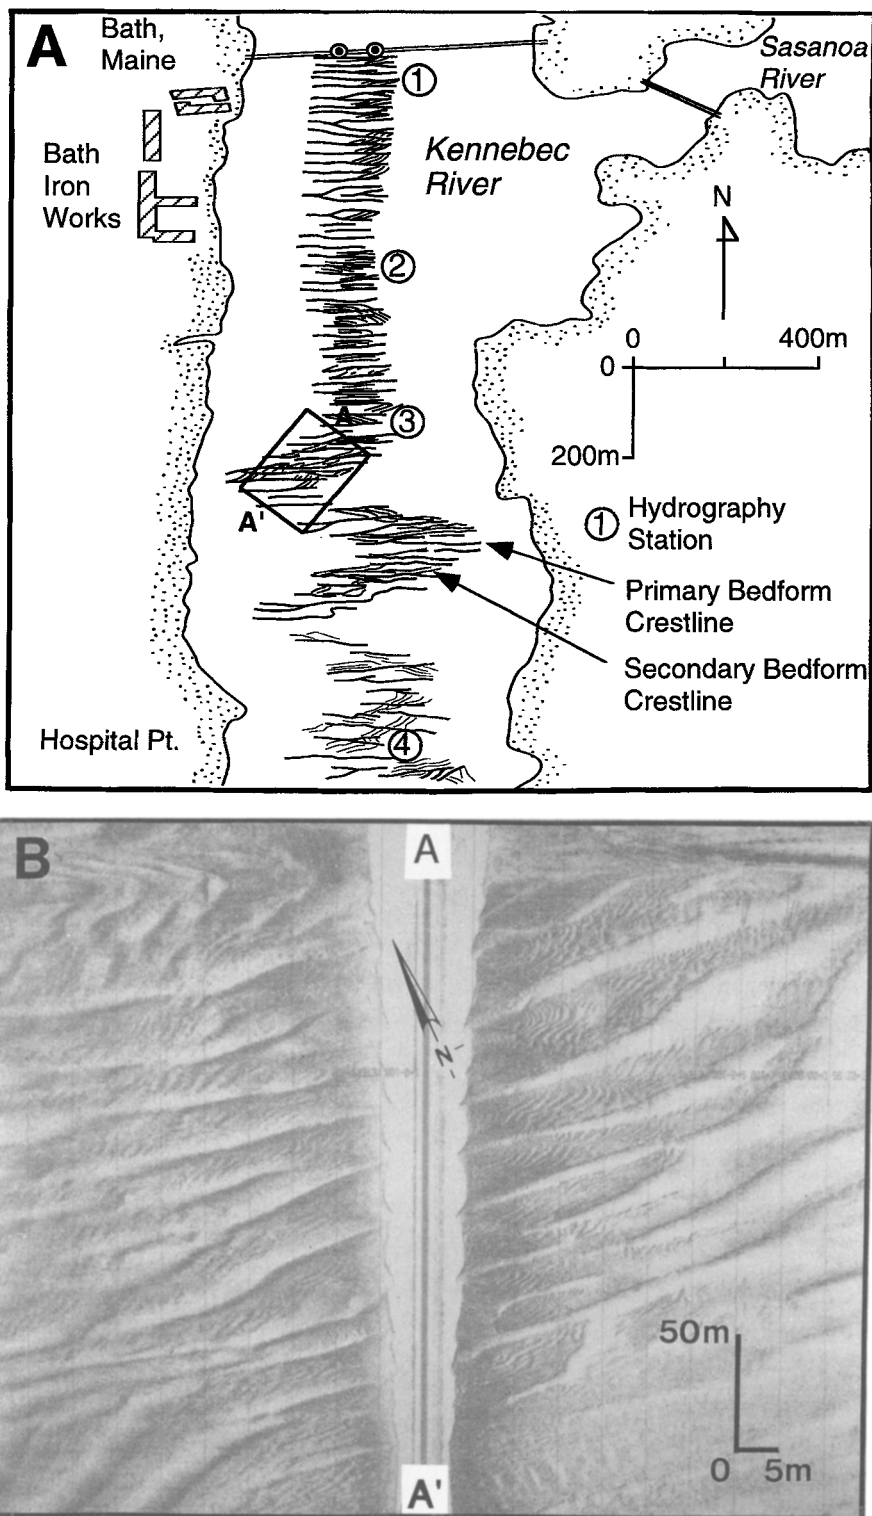 A
Bath,
Maine
Sasanoa
River
1
Bath
Iron
Works
Kennebec
River
N
2
0
400m
0
A
3
200m
A'
1
Hydrography
Station
Primary Bedform
Crestline
Secondary Bedform
Crestline
Hospital Pt.
4
B
A
N
50m
0
5m
A'